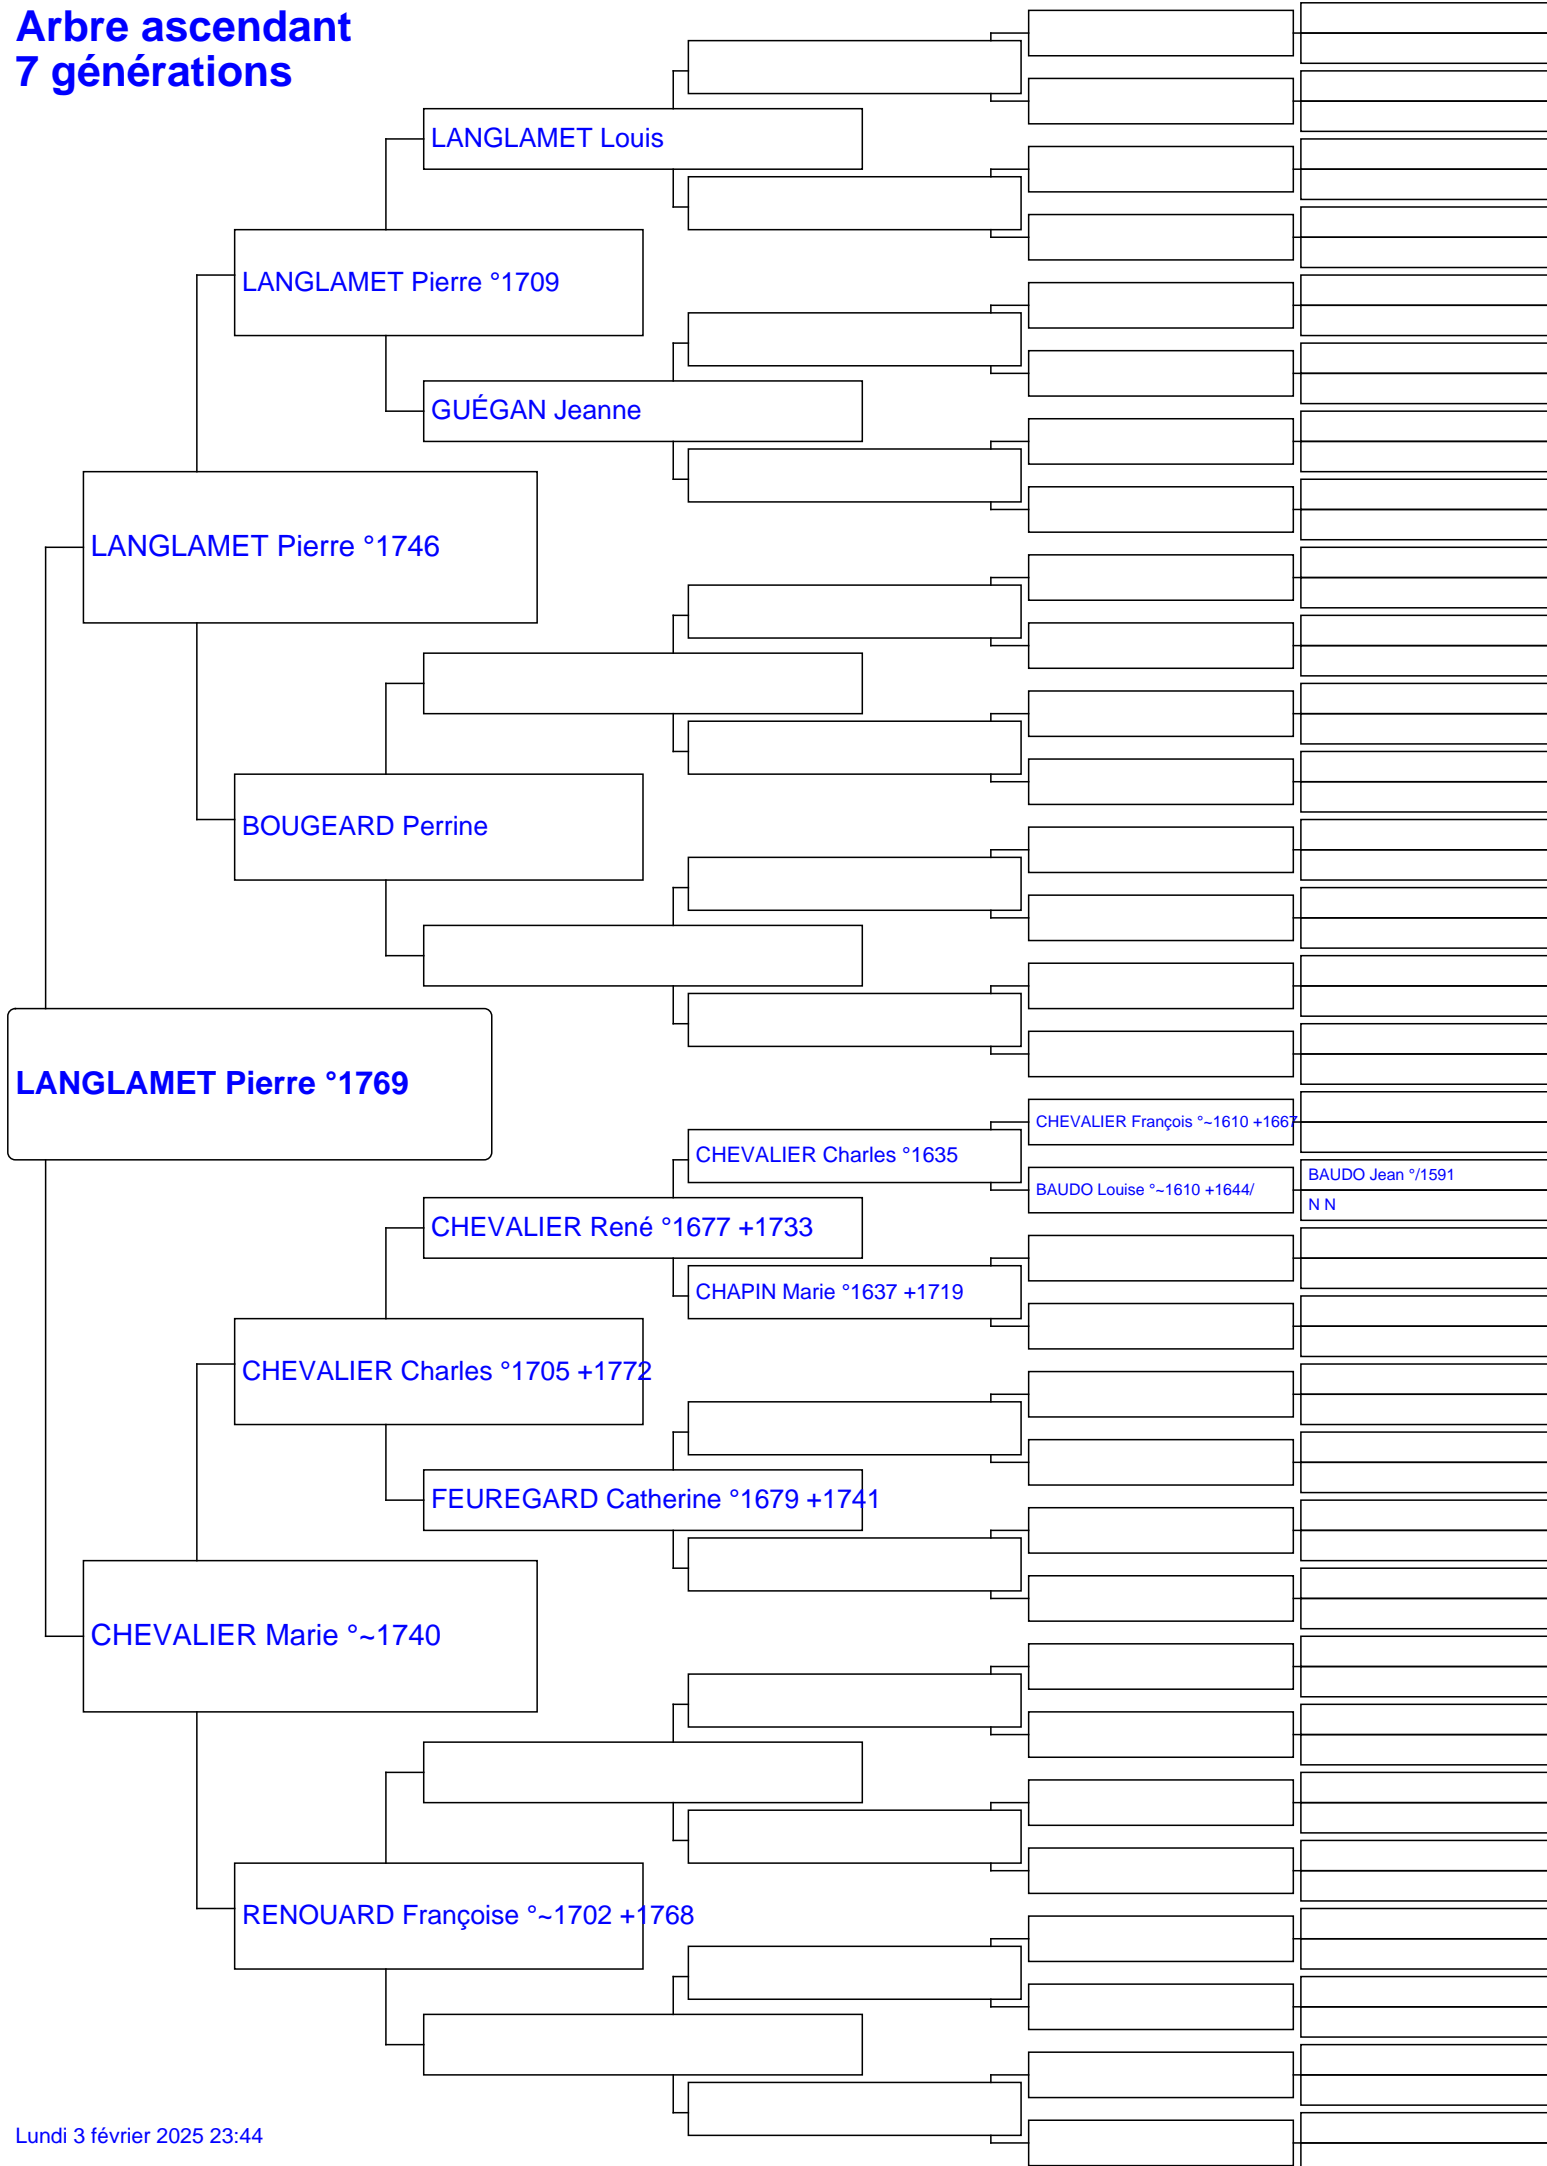 Arbre ascendant
7 générations
LANGLAMET Louis
LANGLAMET Pierre °1709
GUÉGAN Jeanne
LANGLAMET Pierre °1746
BOUGEARD Perrine
LANGLAMET Pierre °1769
CHEVALIER François °~1610 +1667
CHEVALIER Charles °1635
BAUDO Jean °/1591
BAUDO Louise °~1610 +1644/
N N
CHEVALIER René °1677 +1733
CHAPIN Marie °1637 +1719
CHEVALIER Charles °1705 +1772
FEUREGARD Catherine °1679 +1741
CHEVALIER Marie °~1740
RENOUARD Françoise °~1702 +1768
Lundi 3 février 2025 23:44